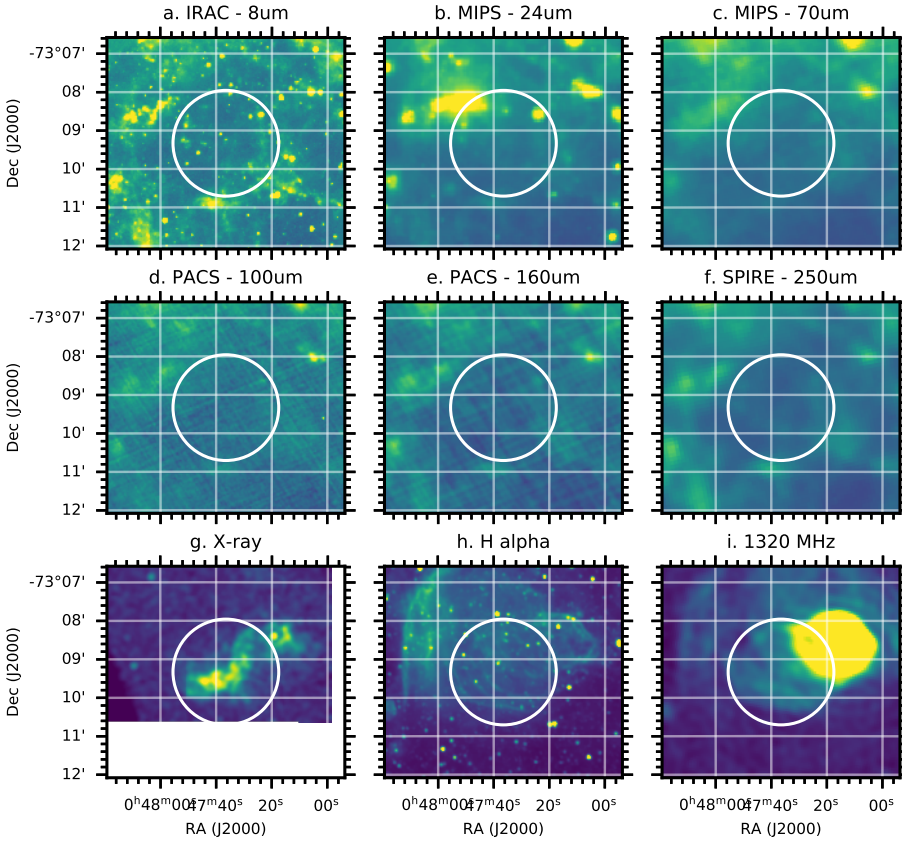 a. IRAC - 8um
b. MIPS - 24um
c. MIPS - 70um
-73°07'
08'
09'
10'
11'
12'
Dec (J2000)
d. PACS - 100um
e. PACS - 160um
f. SPIRE - 250um
-73°07'
08'
09'
10'
11'
12'
Dec (J2000)
g. X-ray
h. H alpha
i. 1320 MHz
-73°07'
08'
09'
10'
11'
12'
Dec (J2000)
0h48m00s 47m40s 20s 00s
0h48m00s 47m40s 20s 00s
0h48m00s 47m40s 20s 00s
RA (J2000)
RA (J2000)
RA (J2000)